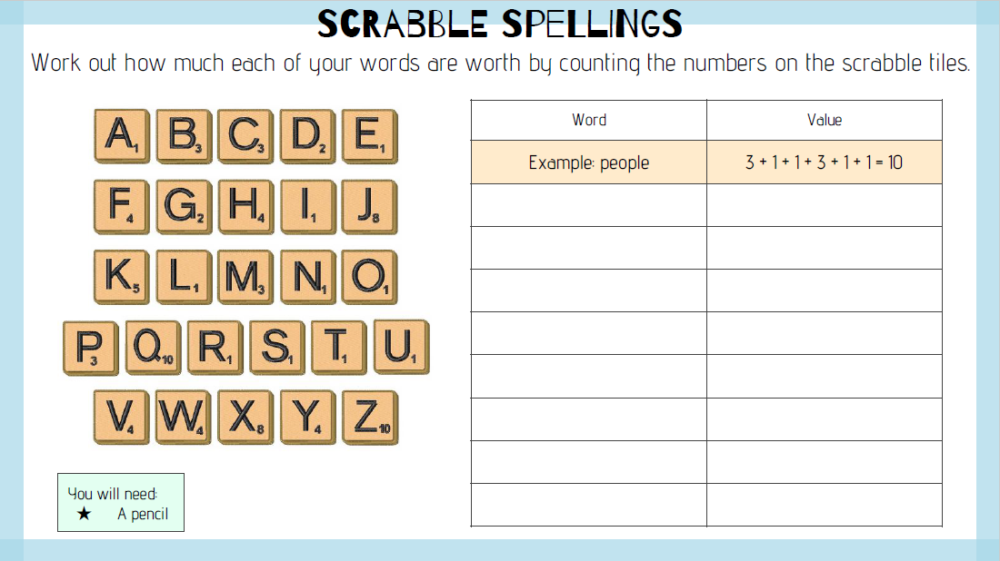 SCRABBLE SPELLINGS
Work out how much each of your words are worth by counting the numbers on the scrabble tiles.
A1 B3 C3 D2 E1
F4 G2 H4 I1 J8
K5 L1 M3 N1 O1
P3 Q10 R1 S1 T1 U1
V4 W4 X8 Y4 Z10
You will need:
★ A pencil
Word Value
Example: people 3 + 1 + 1 + 3 + 1 + 1 = 10